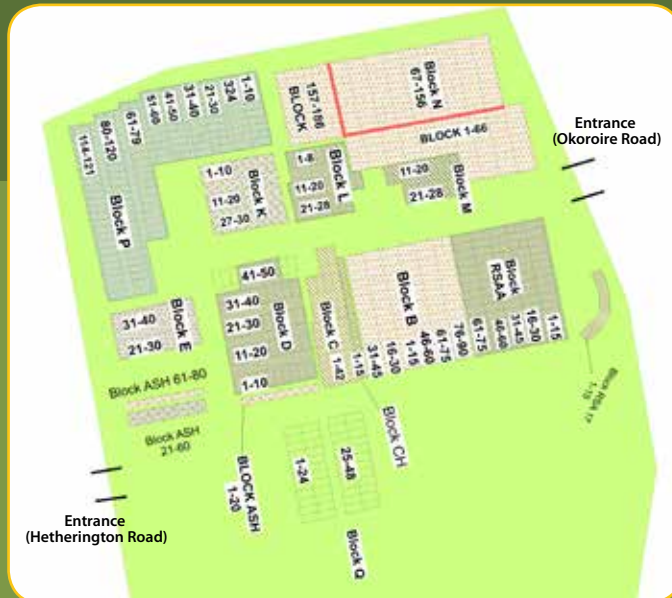 1-10
324
21-30
31-40
41-50
51-60
61-79
80-120
114-121
Block P
157-186
BLOCK
Block N
67-156
BLOCK 1-66
Entrance
(Okoroire Road)
1-10
11-20
27-30
Block K
1-8
11-20
21-28
Block L
11-20
21-28
Block M
31-40
21-30
Block E
Block ASH 61-80
Block ASH
21-60
41-50
31-40
21-30
11-20
1-10
Block D
BLOCK ASH
1-20
Block C
1-42
1-15
Block CH
Block B
31-45
16-30
1-15
46-60
61-75
76-90
Block
RSAA
61-75
46-60
31-45
16-30
1-15
Block RSA 17
1-15
1-24
25-48
Block Q
Entrance
(Hetherington Road)